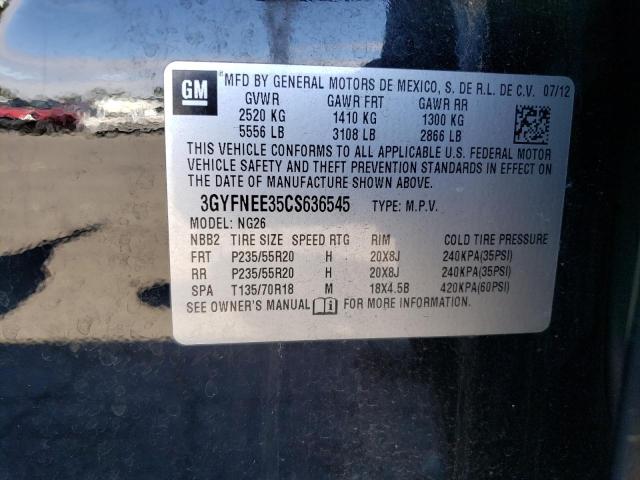 GM MFD BY GENERAL MOTORS DE MEXICO, S. DE R.L. DE C.V. 07/12
GVWR GAWR FRT GAWR RR
2520 KG 1410 KG 1300 KG
5556 LB 3108 LB 2866 LB
THIS VEHICLE CONFORMS TO ALL APPLICABLE U.S. FEDERAL MOTOR
VEHICLE SAFETY AND THEFT PREVENTION STANDARDS IN EFFECT ON
THE DATE OF MANUFACTURE SHOWN ABOVE.
3GYFNEE35CS636545 TYPE: M.P.V.
MODEL: NG26
NBB2 TIRE SIZE SPEED RTG RIM COLD TIRE PRESSURE
FRT P235/55R20 H 20X8J 240KPA(35PSI)
RR P235/55R20 H 20X8J 240KPA(35PSI)
SPA T135/70R18 M 18X4.5B 420KPA(60PSI)
SEE OWNER'S MANUAL FOR MORE INFORMATION.